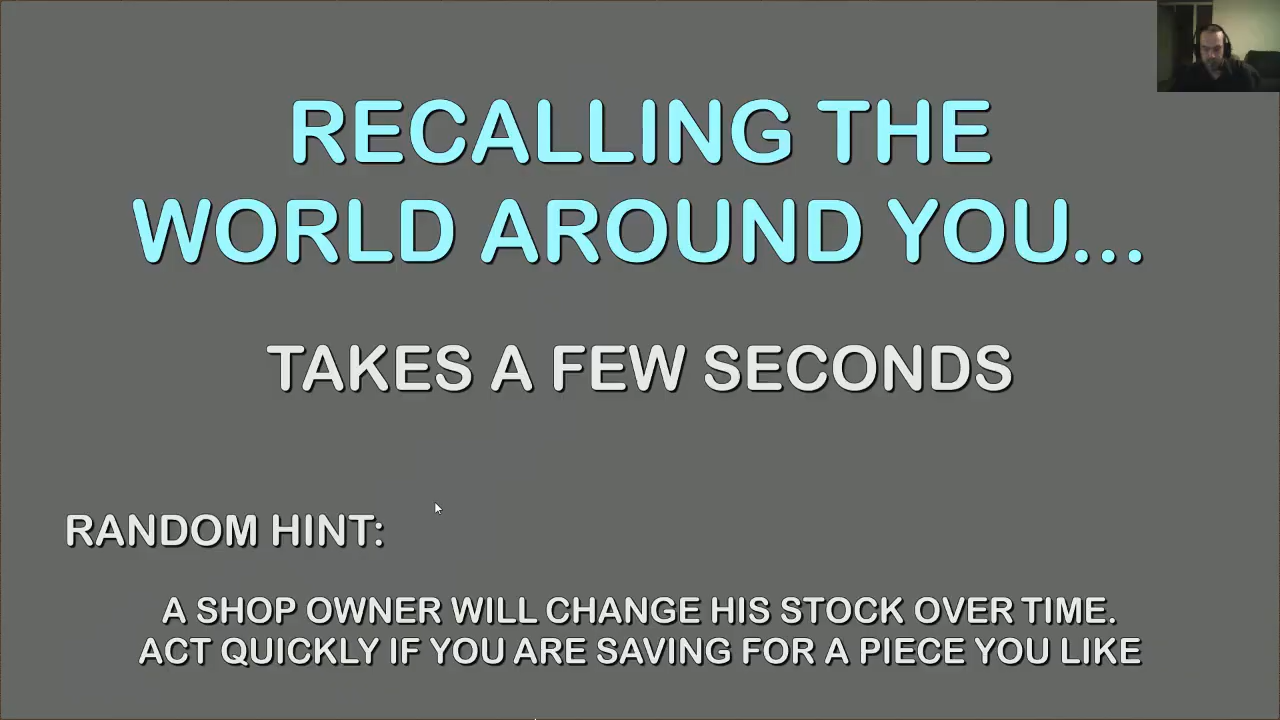 RECALLING THE
WORLD AROUND YOU...
TAKES A FEW SECONDS
RANDOM HINT:
A SHOP OWNER WILL CHANGE HIS STOCK OVER TIME.
ACT QUICKLY IF YOU ARE SAVING FOR A PIECE YOU LIKE